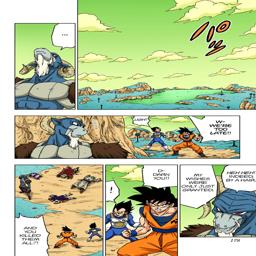 ...
W-
WE'RE
TOO
LATE!!
HEH HEH!
INDEED.
BY A HAIR.
MY
WISHES
WERE
ONLY
JUST
GRANTED.
D-
DAMN
YOU!!
AND YOU
KILLED
THEM
ALL?!